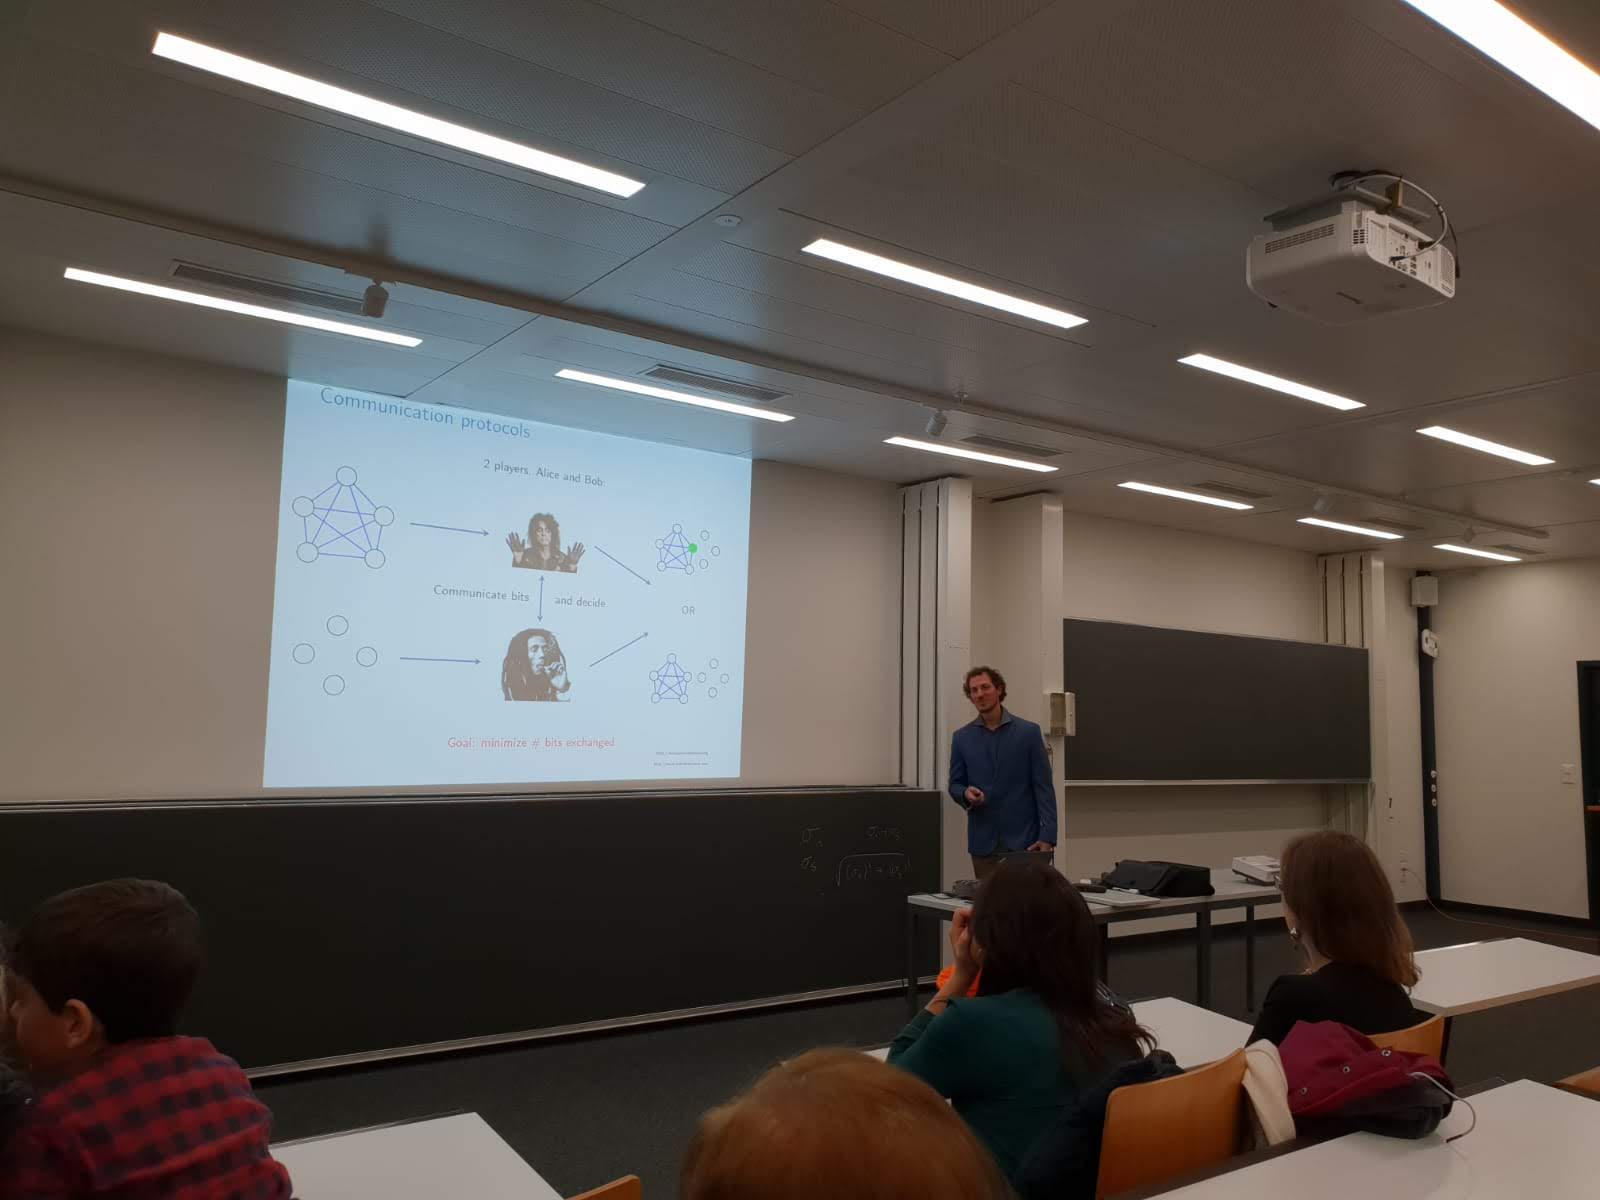 Communication protocols
2 players, Alice and Bob:
Communicate bits and decide
OR
Goal: minimize # bits exchanged